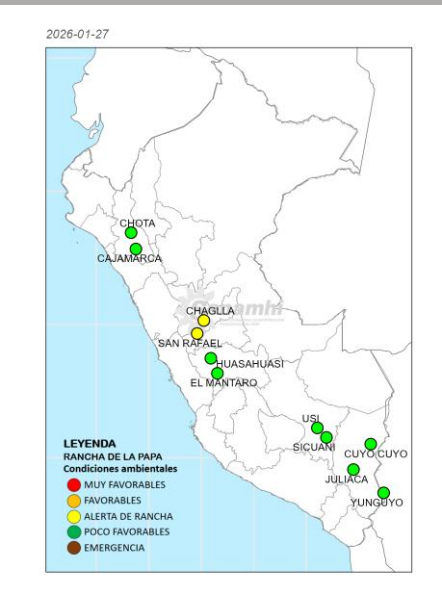 2026-01-27
CHOTA
CAJAMARCA
Senamhi
CHAGLLA
SAN RAFAEL
HUASAHUASI
EL MANTARO
USI
SICUANI
CUYO CUYO
JULIACA
YUNGUYO
LEYENDA
RANCHA DE LA PAPA
Condiciones ambientales
MUY FAVORABLES
FAVORABLES
ALERTA DE RANCHA
POCO FAVORABLES
EMERGENCIA